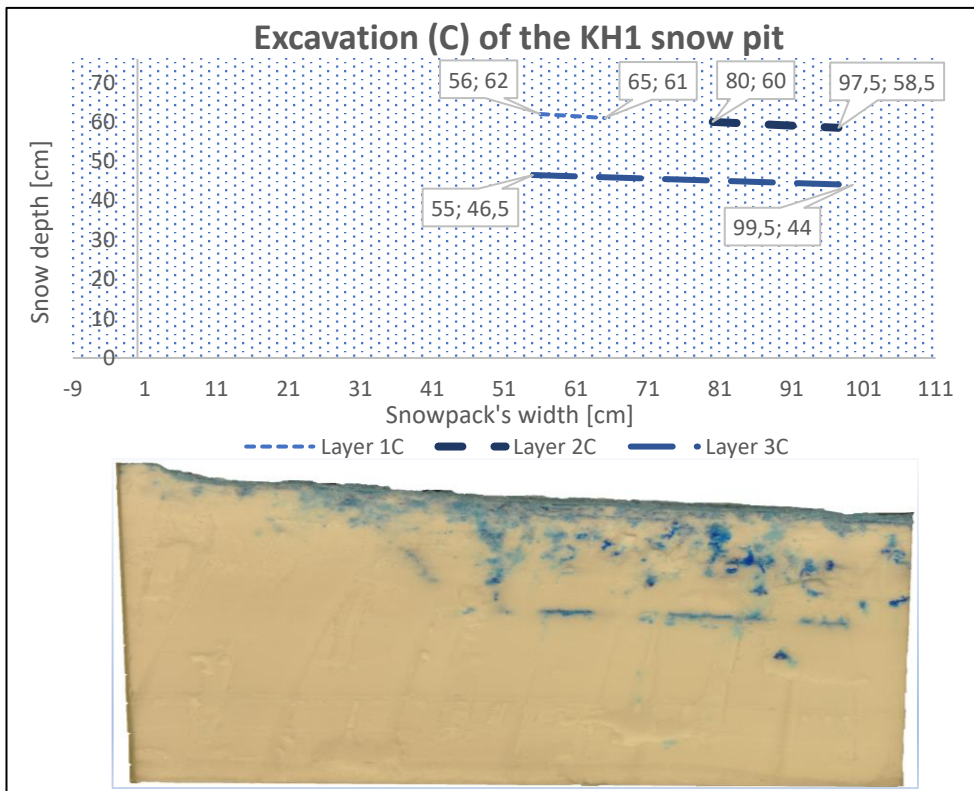 Excavation (C) of the KH1 snow pit
70
60
50
40
30
20
10
0
Snow depth [cm]
56; 62
65; 61
80; 60
97,5; 58,5
55; 46,5
99,5; 44
-9 1 11 21 31 41 51 61 71 81 91 101 111
Snowpack's width [cm]
Layer 1C Layer 2C Layer 3C